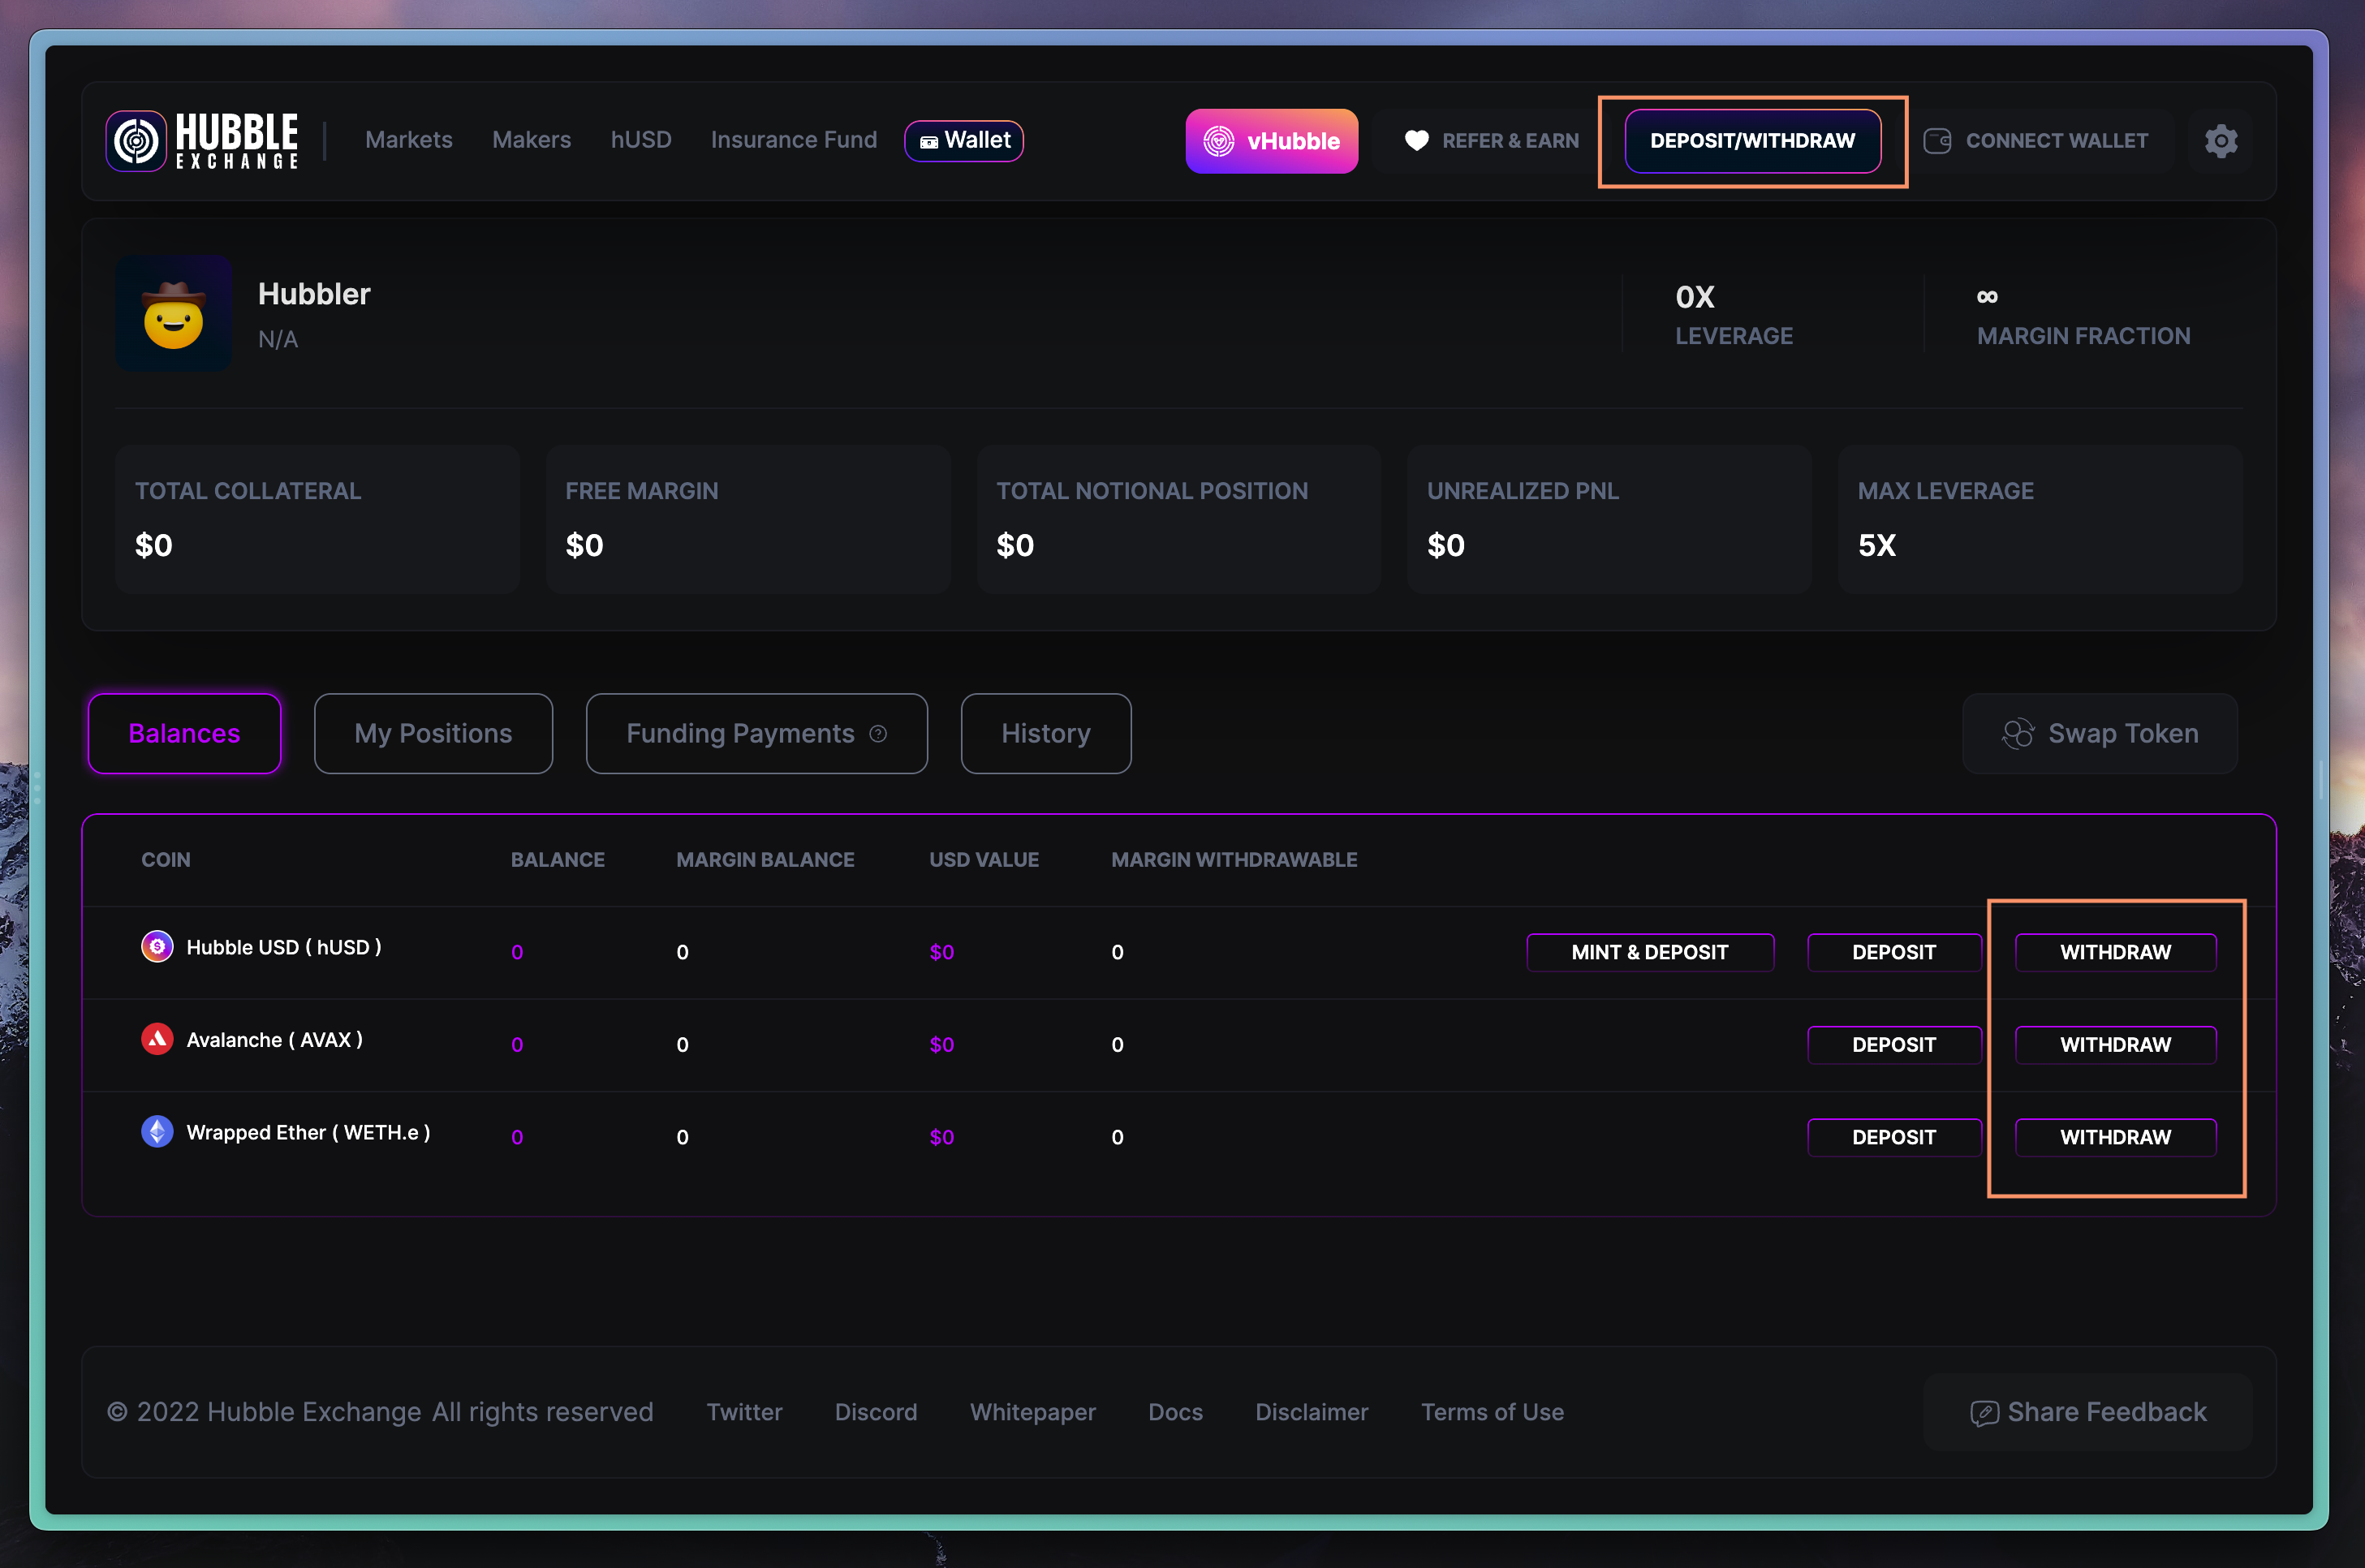 HUBBLE
EXCHANGE
Markets
Makers
hUSD
Insurance Fund
Wallet
vHubble
REFER & EARN
DEPOSIT/WITHDRAW
CONNECT WALLET
Hubbler
N/A
0X
LEVERAGE
∞
MARGIN FRACTION
TOTAL COLLATERAL
$0
FREE MARGIN
$0
TOTAL NOTIONAL POSITION
$0
UNREALIZED PNL
$0
MAX LEVERAGE
5X
Balances
My Positions
Funding Payments ?
History
Swap Token
COIN BALANCE MARGIN BALANCE USD VALUE MARGIN WITHDRAWABLE
Hubble USD ( hUSD ) 0 0 $0 0 MINT & DEPOSIT DEPOSIT WITHDRAW
Avalanche ( AVAX ) 0 0 $0 0 DEPOSIT WITHDRAW
Wrapped Ether ( WETH.e ) 0 0 $0 0 DEPOSIT WITHDRAW
© 2022 Hubble Exchange All rights reserved
Twitter
Discord
Whitepaper
Docs
Disclaimer
Terms of Use
Share Feedback